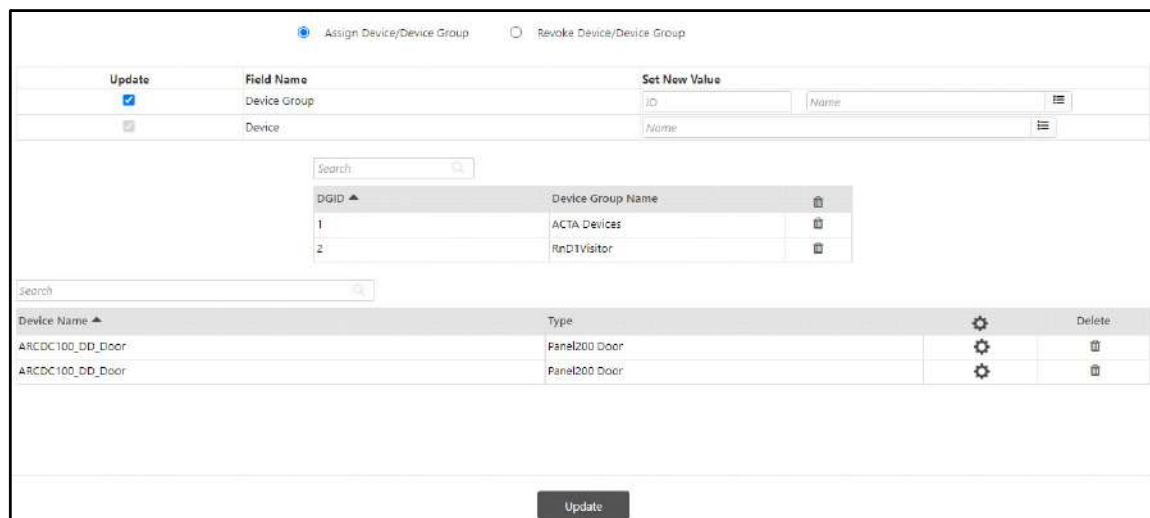 Assign Device/Device Group Revoke Device/Device Group
Update Field Name Set New Value
Device Group ID Name
Device Name
Search
DGID Device Group Name
1 ACTA Devices
2 RnD1Visitor
Search
Device Name Type Delete
ARCDC100_DD_Door Panel200 Door
ARCDC100_DD_Door Panel200 Door
Update